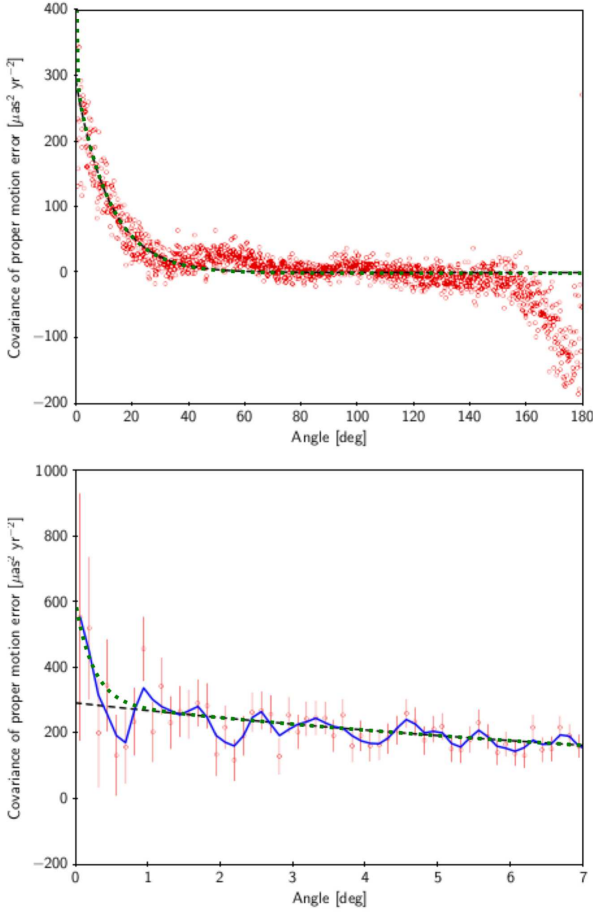 400
300
200
100
0
−100
−200
Covariance of proper motion error [μas² yr⁻²]
0 20 40 60 80 100 120 140 160 180
Angle [deg]
1000
800
600
400
200
0
−200
Covariance of proper motion error [μas² yr⁻²]
0 1 2 3 4 5 6 7
Angle [deg]